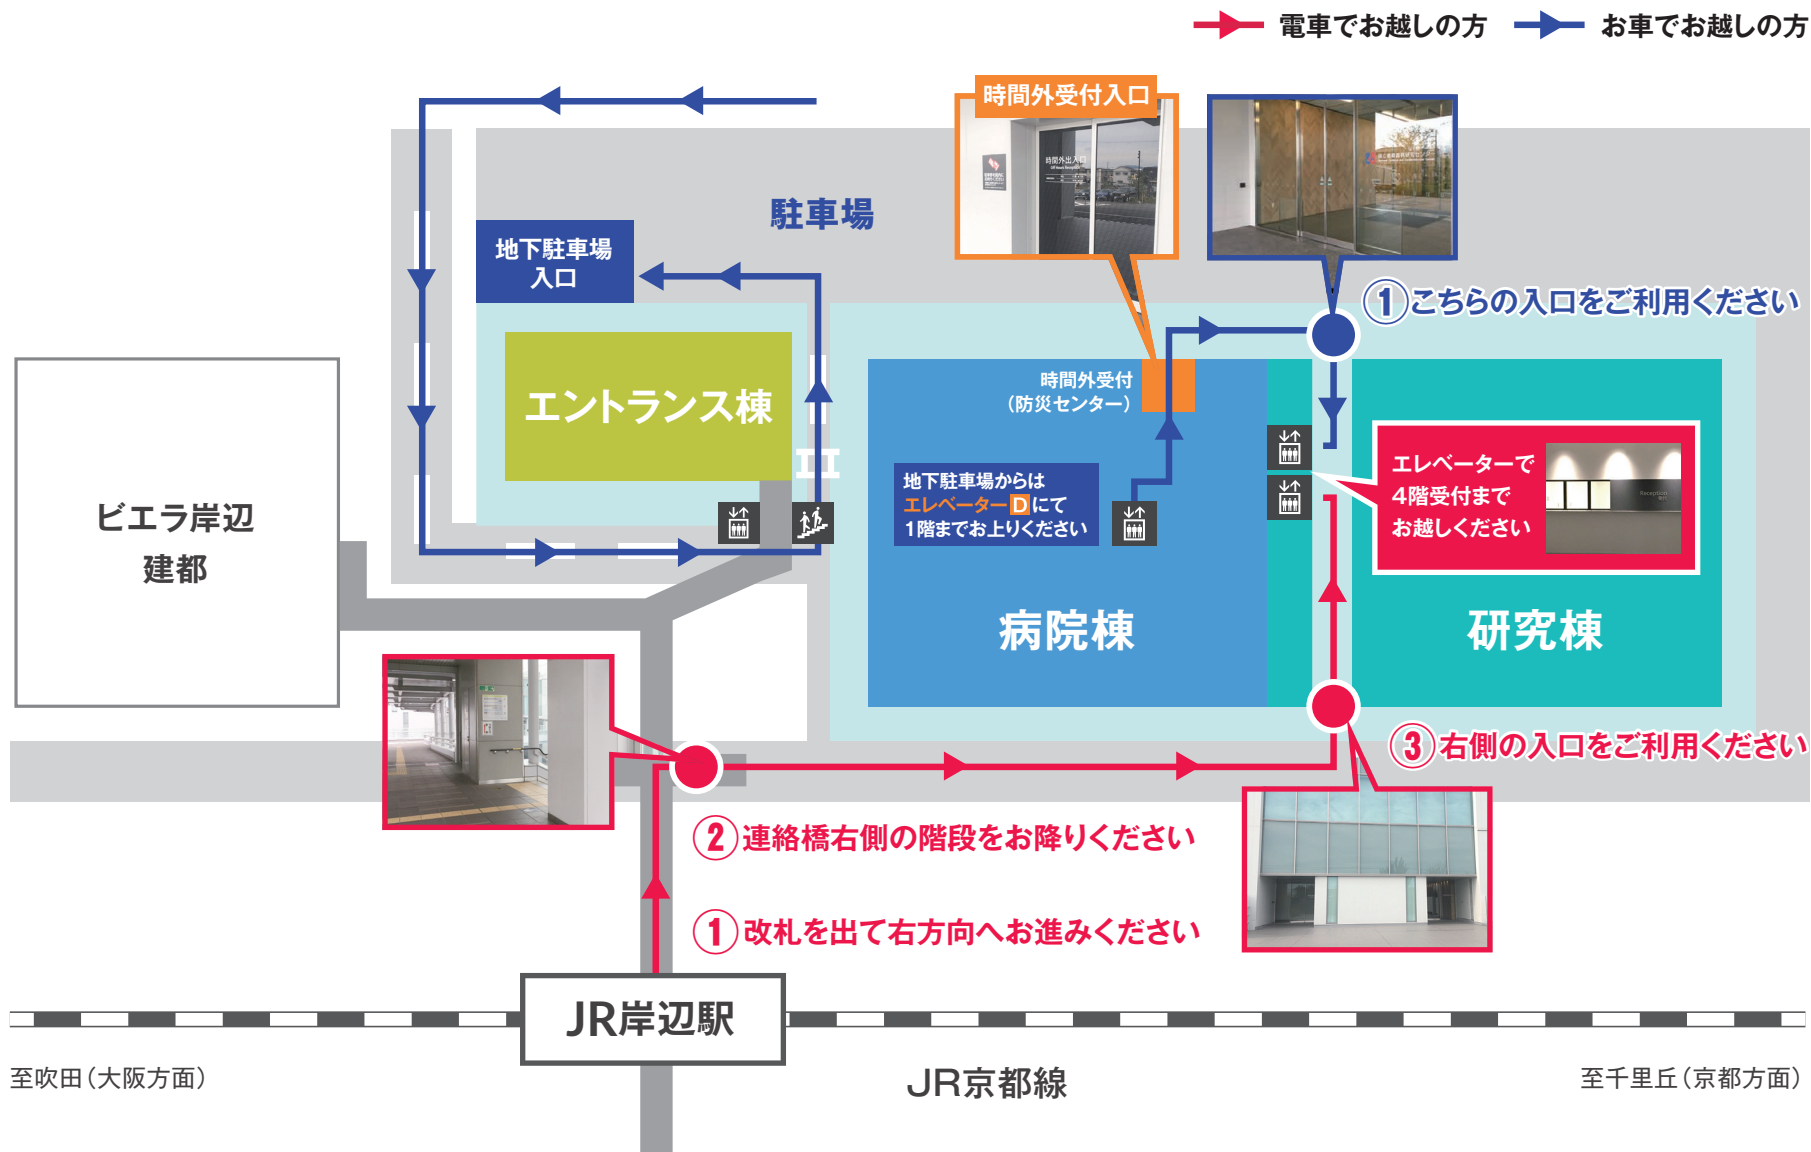 電車でお越しの方
お車でお越しの方
時間外受付入口
時間外出入口
駐車場
地下駐車場
入口
①こちらの入口をご利用ください
エントランス棟
時間外受付
（防災センター）
ビエラ岸辺
建都
地下駐車場からは
エレベーターDにて
1階までお上りください
エレベーターで
4階受付まで
お越しください
Reception
病院棟
研究棟
③右側の入口をご利用ください
②連絡橋右側の階段をお降りください
①改札を出て右方向へお進みください
JR岸辺駅
至吹田（大阪方面）
JR京都線
至千里丘（京都方面）